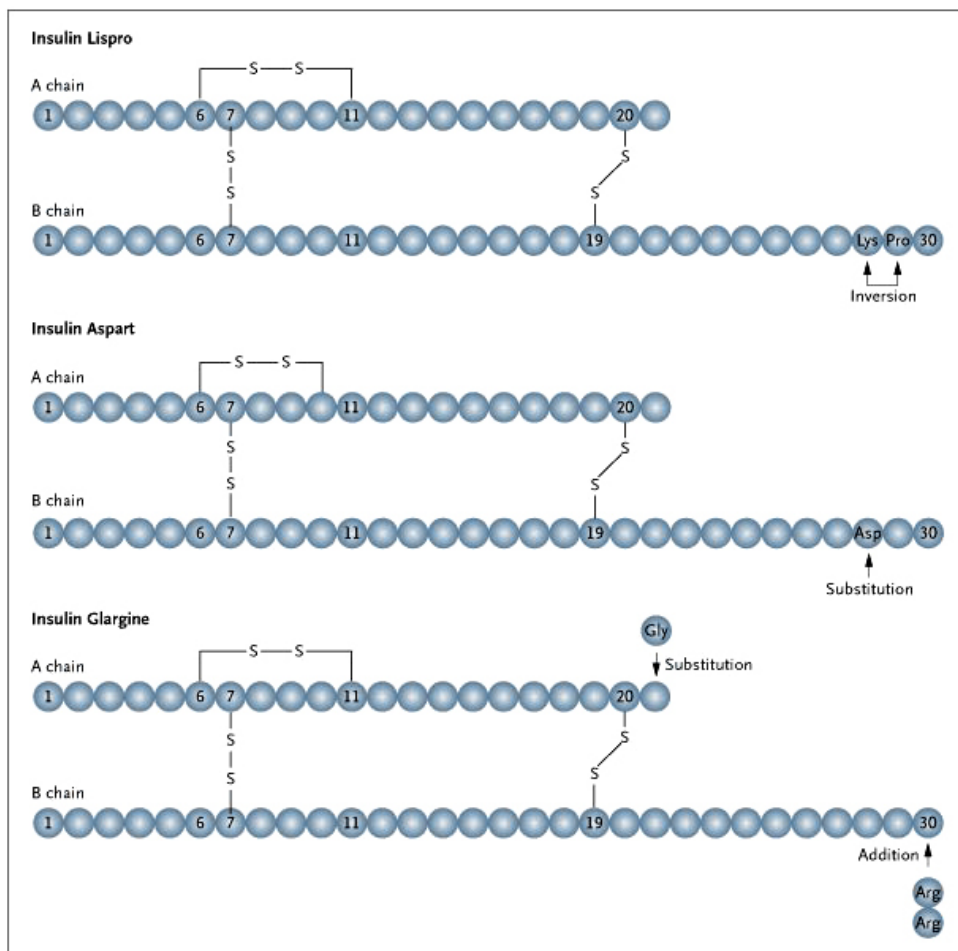 Insulin Lispro
S S
A chain
1 6 7 11 20
S S
S S
B chain
1 6 7 11 19 Lys Pro 30
Inversion
Insulin Aspart
S S
A chain
1 6 7 11 20
S S
S S
B chain
1 6 7 11 19 Asp 30
Substitution
Insulin Glargine
Gly
S S
A chain
Substitution
1 6 7 11 20
S S
S S
B chain
1 6 7 11 19 30
Addition
Arg
Arg